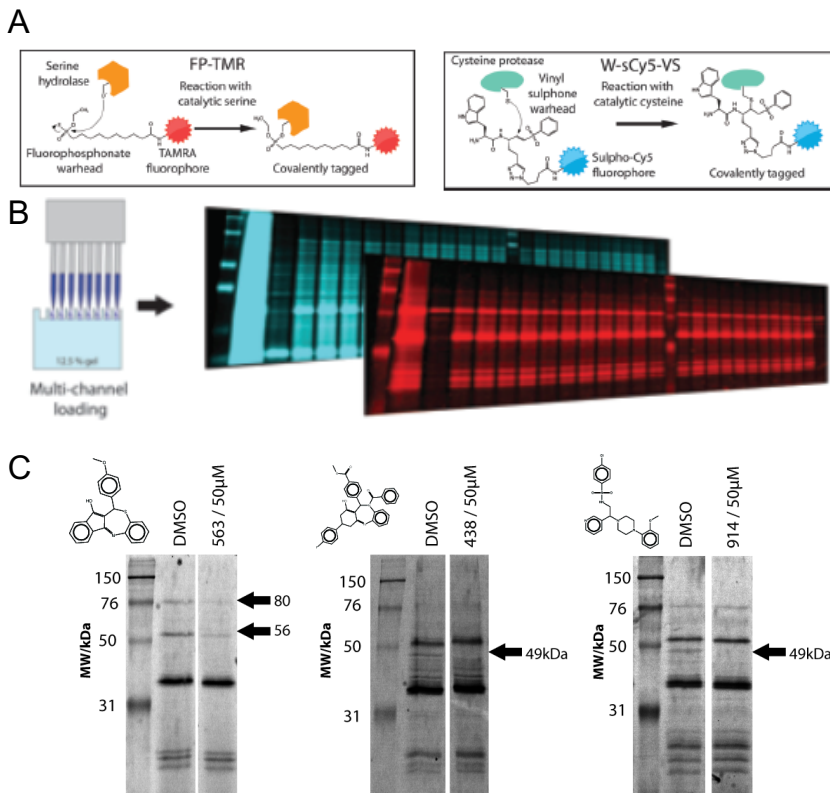 A
FP-TMR
Serine
hydrolase
Reaction with
catalytic serine
Fluorophosphonate
warhead
TAMRA
fluorophore
Covalently tagged
W-sCy5-VS
Cysteine protease
Vinyl
sulphone
warhead
Reaction with
catalytic cysteine
Sulpho-Cy5
fluorophore
Covalently tagged
B
12.5 % gel
Multi-channel
loading
C
DMSO
563 / 50µM
150
76
50
31
MW/kDa
80
56
DMSO
438 / 50µM
150
76
50
31
MW/kDa
49kDa
DMSO
914 / 50µM
150
76
50
31
MW/kDa
49kDa